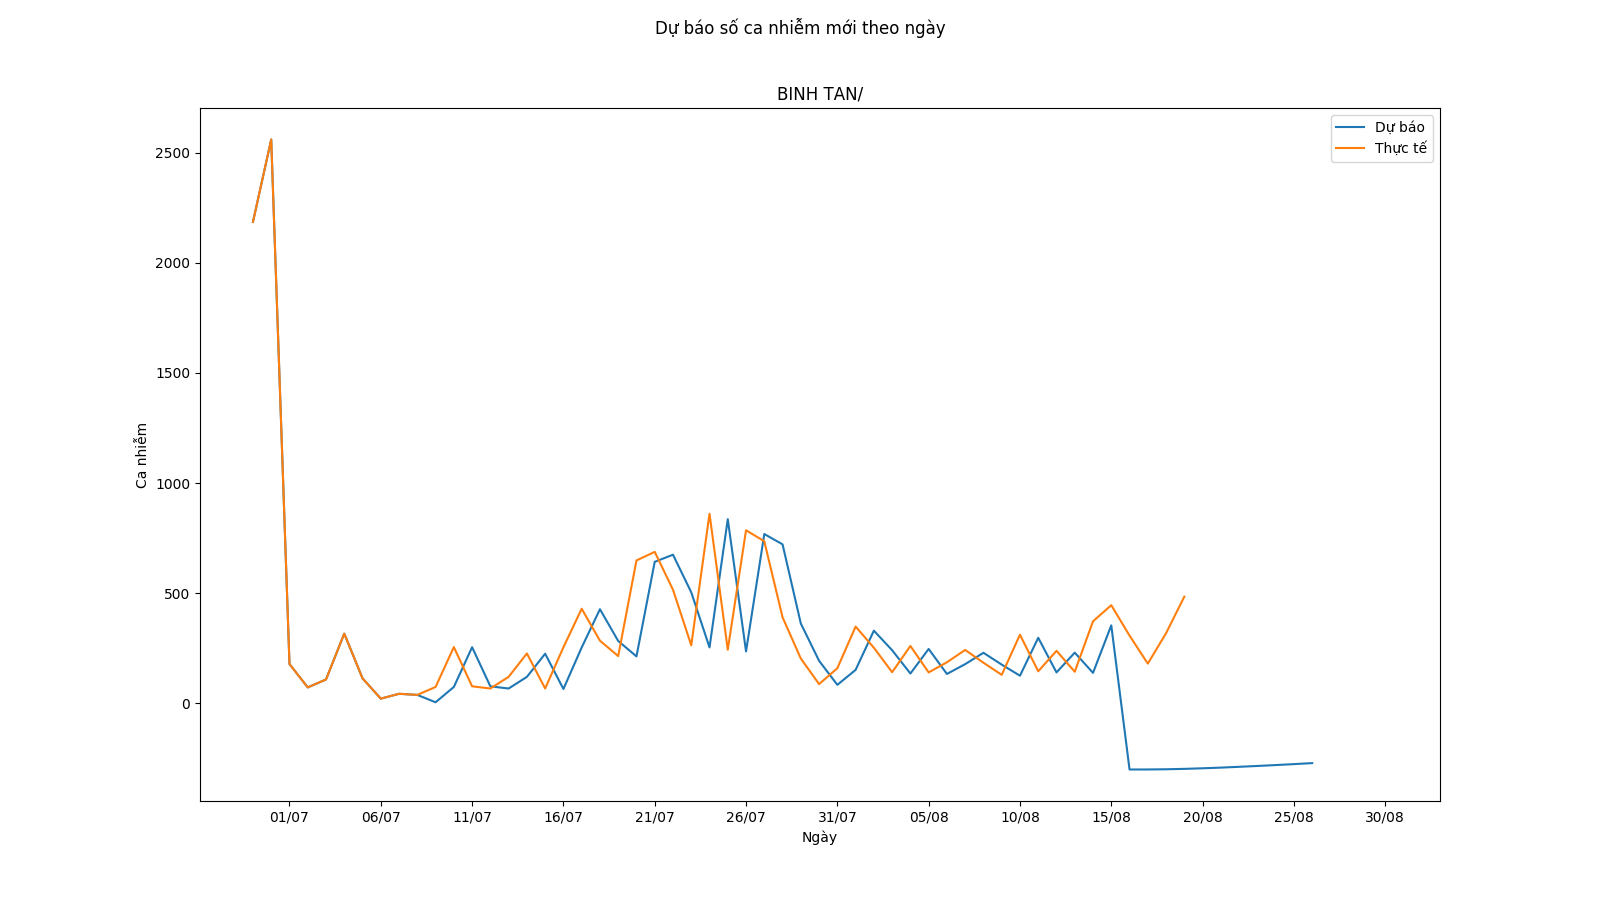 Dự báo số ca nhiễm mới theo ngày
BINH TAN/
Dự báo
Thực tế
2500
2000
1500
1000
500
0
Ca nhiễm
01/07 06/07 11/07 16/07 21/07 26/07 31/07 05/08 10/08 15/08 20/08 25/08 30/08
Ngày